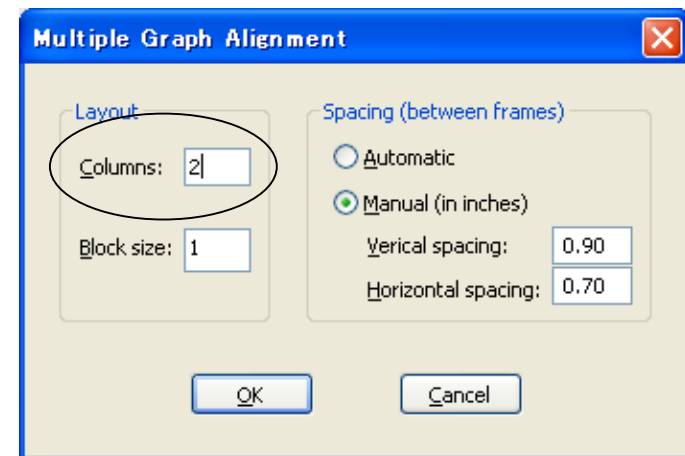 Multiple Graph Alignment
Layout
Columns: 2
Block size: 1
Spacing (between frames)
Automatic
Manual (in inches)
Verical spacing: 0.90
Horizontal spacing: 0.70
OK
Cancel